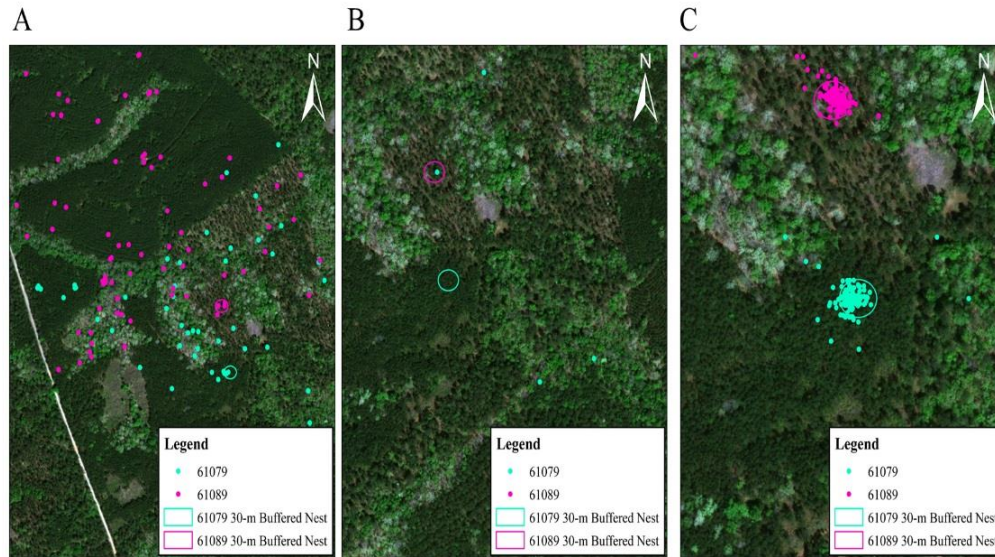 A
B
C
N
N
N
Legend
61079
61089
61079 30-m Buffered Nest
61089 30-m Buffered Nest
Legend
61079
61089
61079 30-m Buffered Nest
61089 30-m Buffered Nest
Legend
61079
61089
61079 30-m Buffered Nest
61089 30-m Buffered Nest